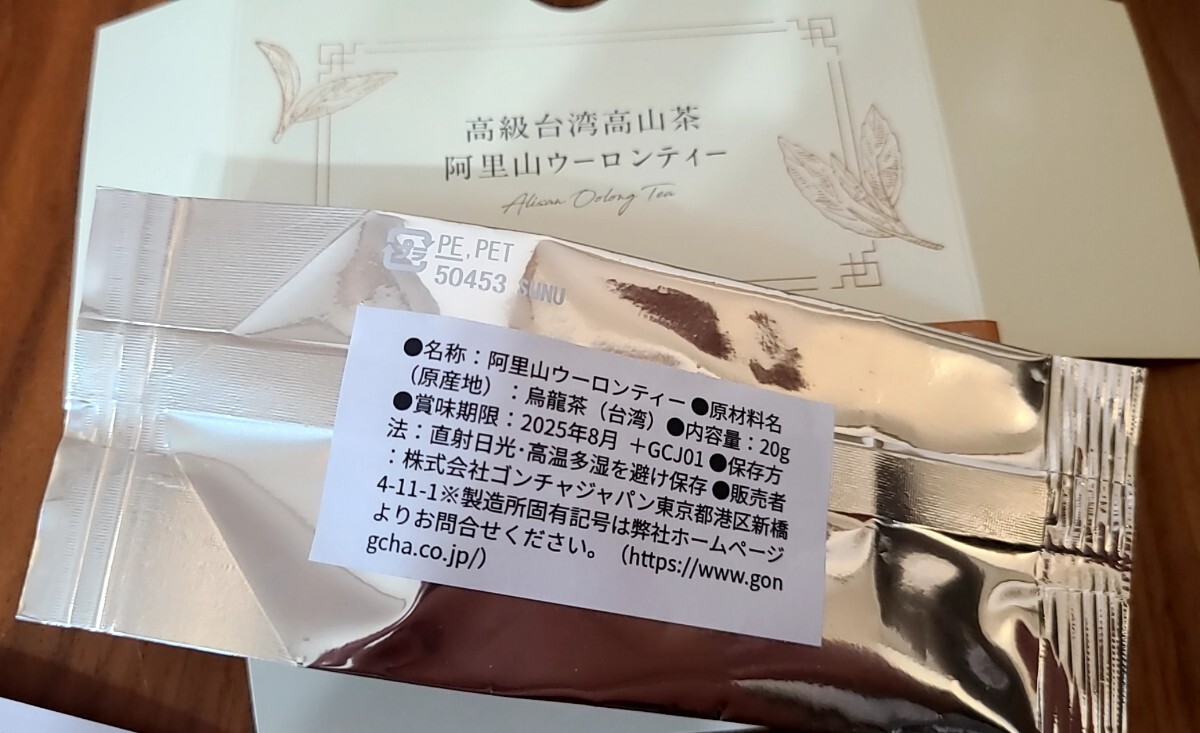 高級台湾高山茶
阿里山ウーロンティー
Alisan Oolong Tea
プラ
PE, PET
50453 SUNU
●名称：阿里山ウーロンティー ●原材料名
（原産地）：烏龍茶（台湾）●内容量：20g
●賞味期限：2025年8月 +GCJ01 ●保存方
法：直射日光･高温多湿を避け保存 ●販売者
：株式会社ゴンチャジャパン東京都港区新橋
4-11-1※製造所固有記号は弊社ホームページ
よりお問合せください。（https://www.gon
gcha.co.jp/）